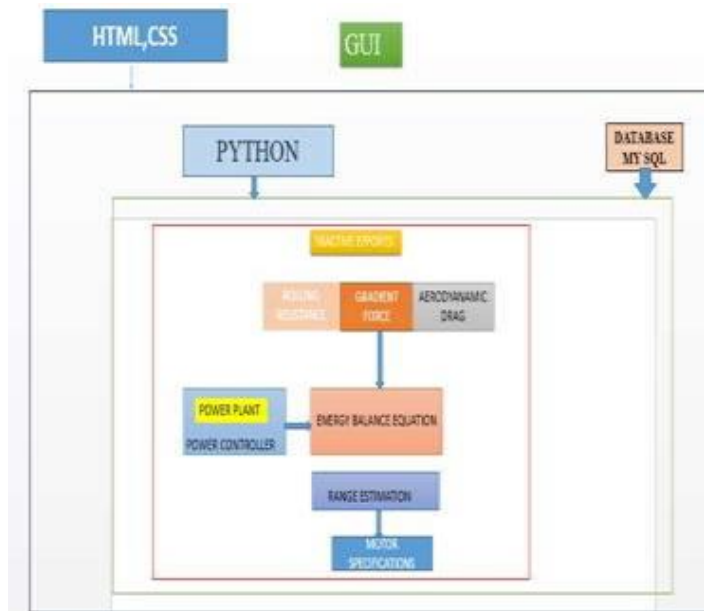 HTML,CSS
GUI
PYTHON
DATABASE
MY SQL
TRACTIVE EFFORTS
ROLLING
RESISTANCE
GRADIENT
FORCE
AERODYANAMIC
DRAG
POWER PLANT
POWER CONTROLLER
ENERGY BALANCE EQUATION
RANGE ESTIMATION
MOTOR
SPECIFICATIONS